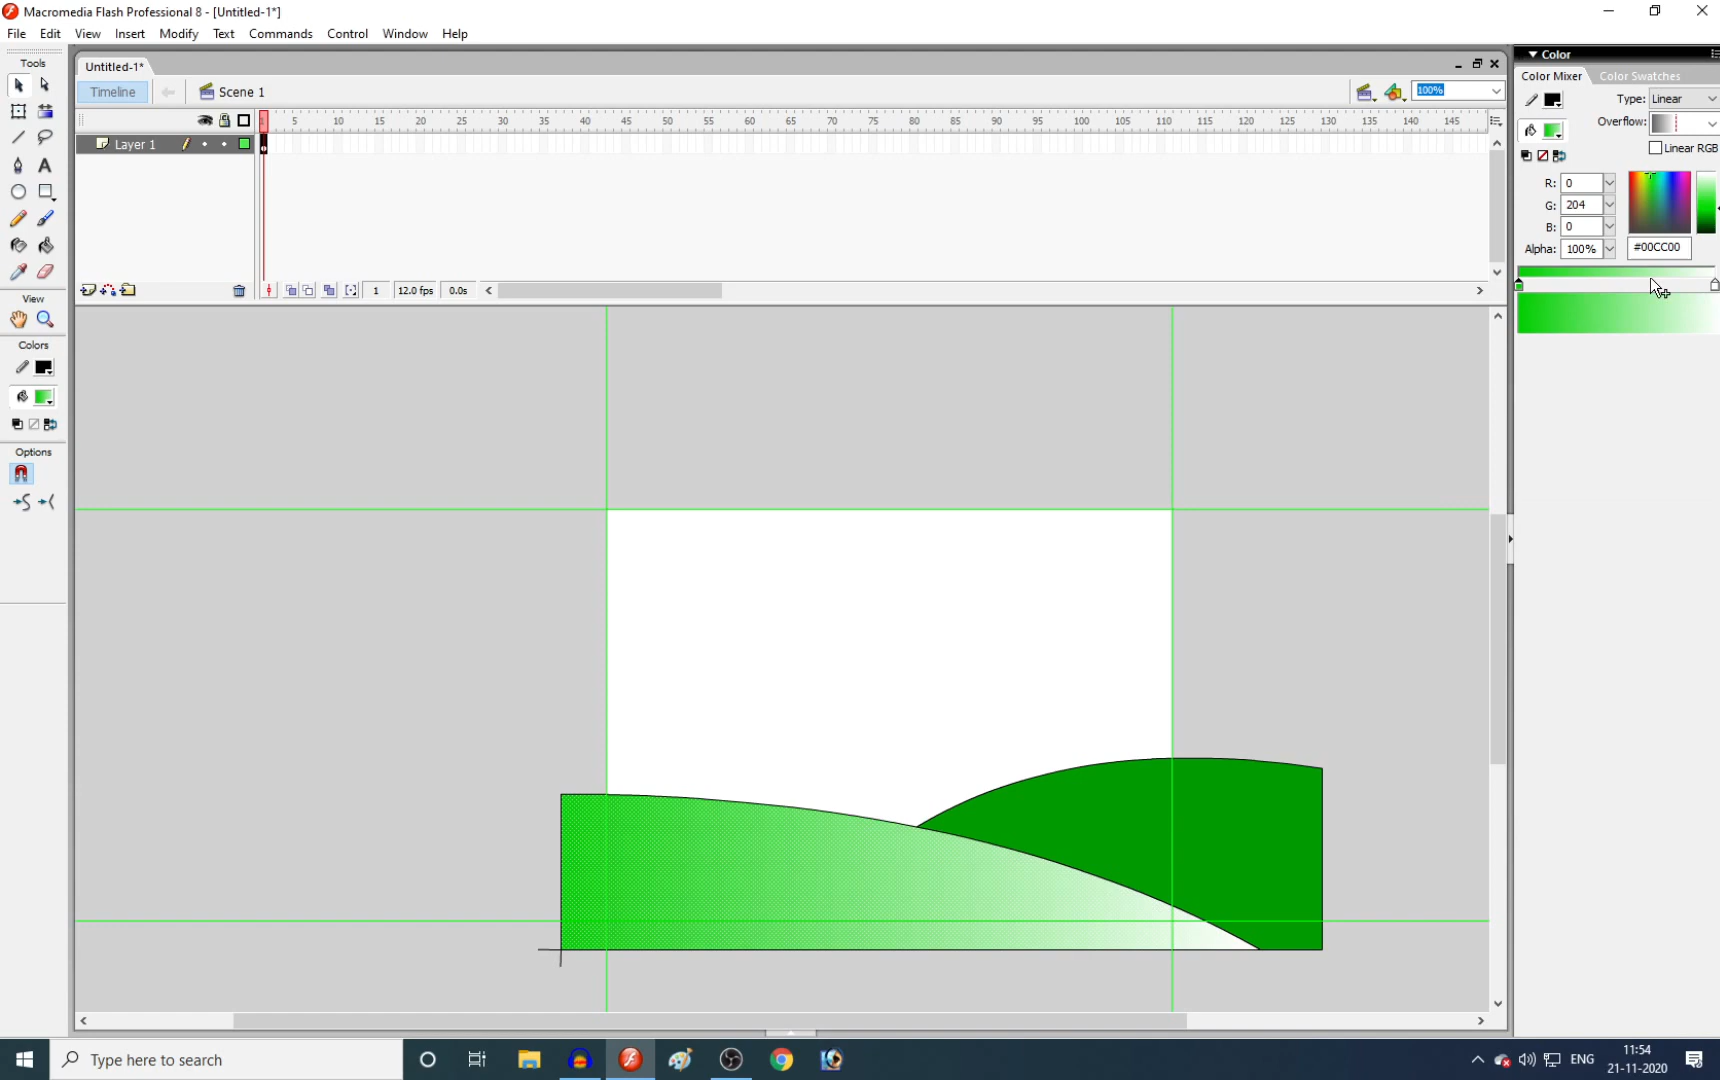 Macromedia Flash Professional 8 - [Untitled-1*]
File Edit View Insert Modify Text Commands Control Window Help
Tools
Untitled-1*
Timeline
Scene 1
100%
1 5 10 15 20 25 30 35 40 45 50 55 60 65 70 75 80 85 90 95 100 105 110 115 120 125 130 135 140 145
Layer 1
1 12.0 fps 0.0s
View
Colors
Options
Color
Color Mixer Color Swatches
Type: Linear
Overflow:
Linear RGB
R: 0
G: 204
B: 0
Alpha: 100% #00CC00
Type here to search
ENG
11:54
21-11-2020